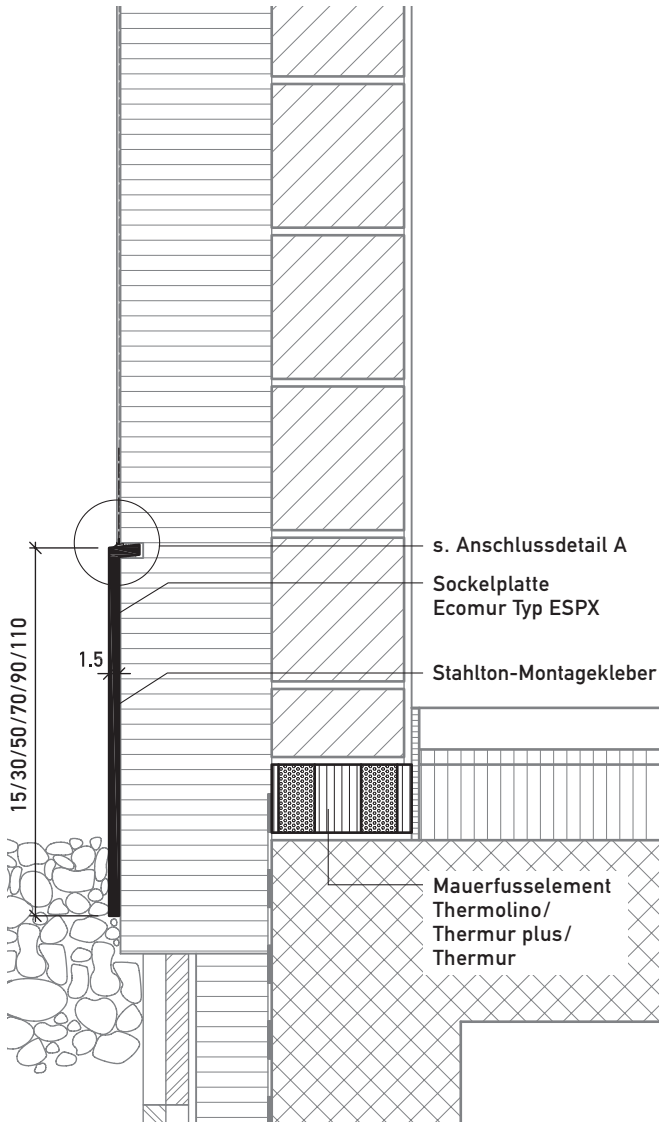 s. Anschlussdetail A
Sockelplatte
Ecomur Typ ESPX
1.5
Stahlton-Montagekleber
15/30/50/70/90/110
Mauerfusselement
Thermolino/
Thermur plus/
Thermur